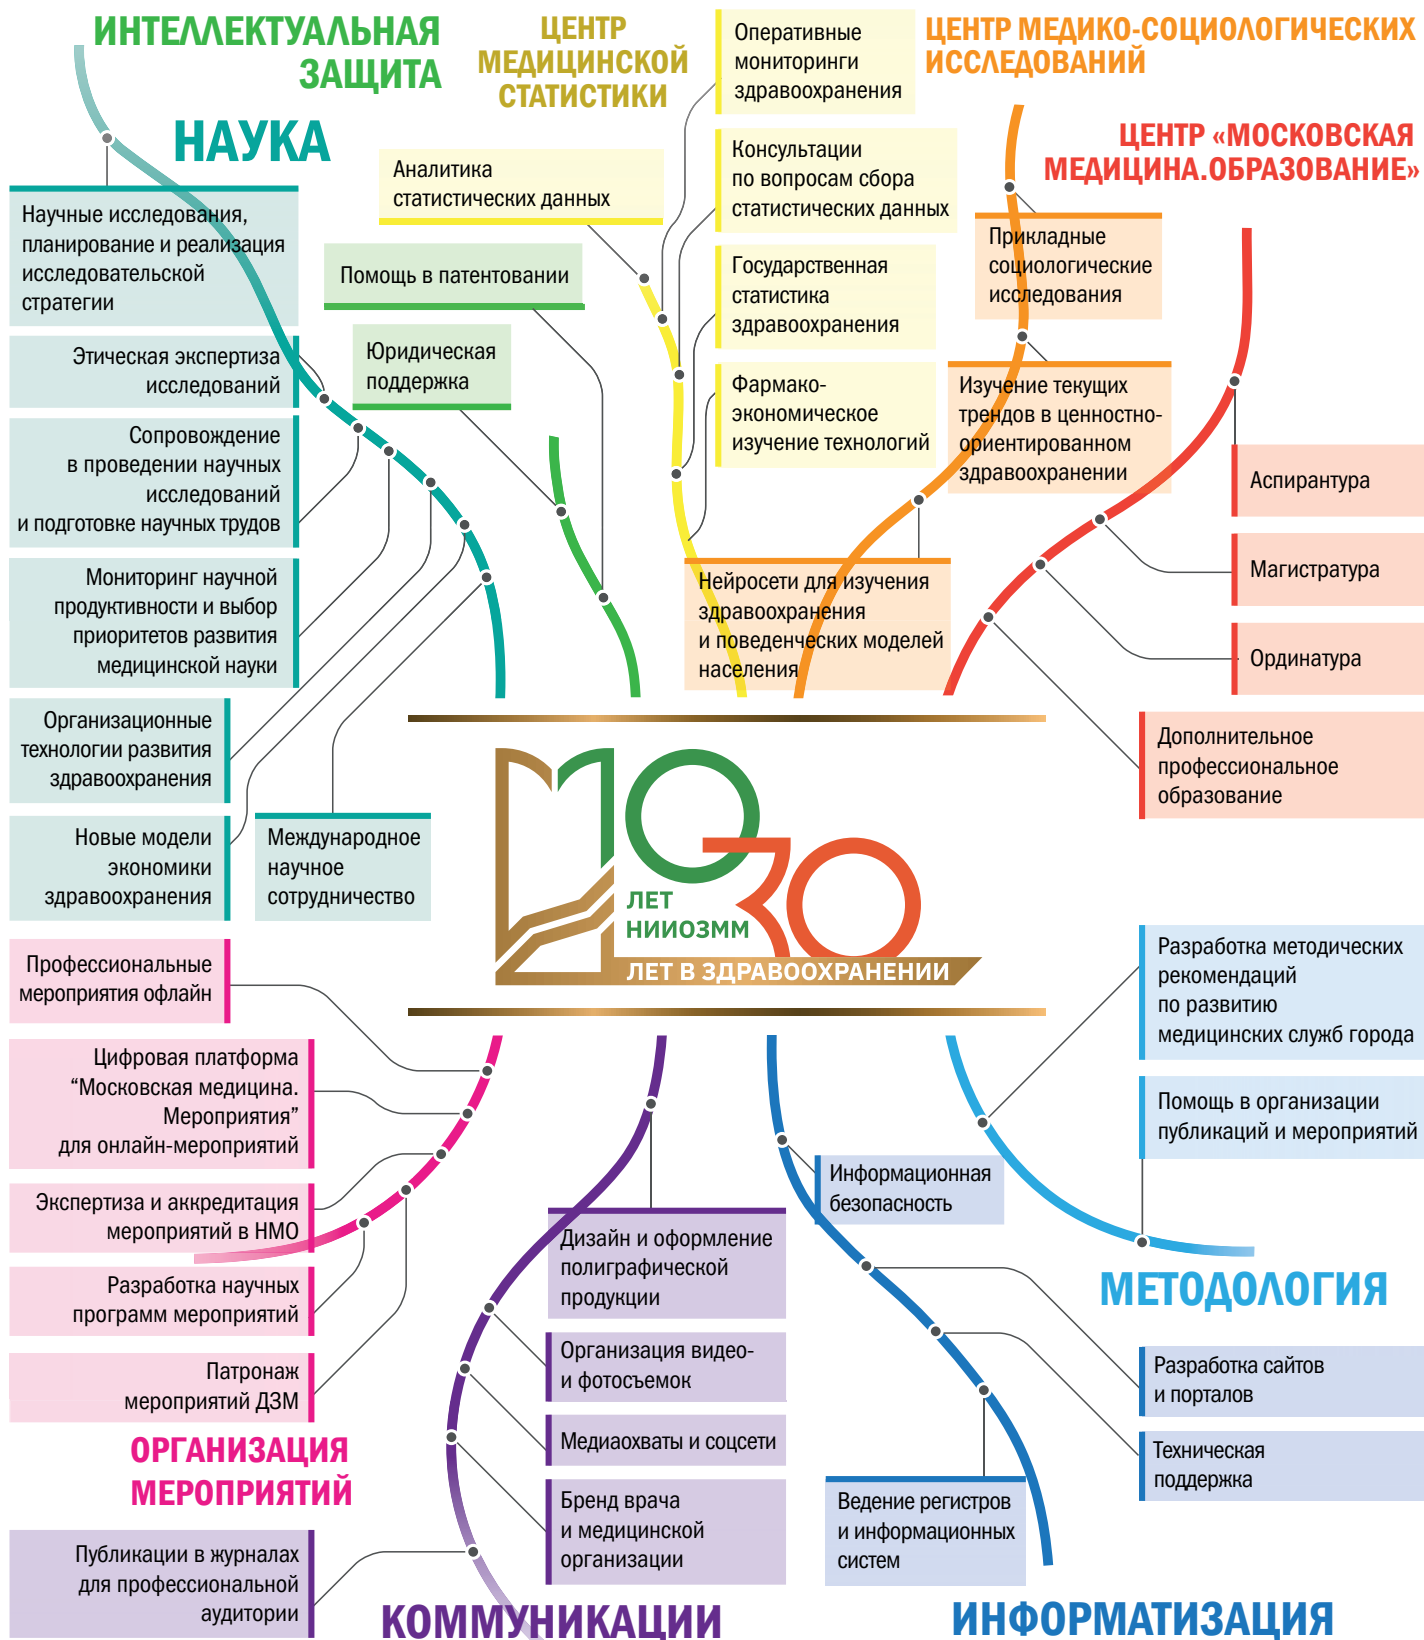 ИНТЕЛЛЕКТУАЛЬНАЯ
ЗАЩИТА
ЦЕНТР
МЕДИЦИНСКОЙ
СТАТИСТИКИ
Оперативные
мониторинги
здравоохранения
ЦЕНТР МЕДИКО-СОЦИОЛОГИЧЕСКИХ
ИССЛЕДОВАНИЙ
НАУКА
ЦЕНТР «МОСКОВСКАЯ
МЕДИЦИНА.ОБРАЗОВАНИЕ»
Аналитика
статистических данных
Консультации
по вопросам сбора
статистических данных
Научные исследования,
планирование и реализация
исследовательской
стратегии
Помощь в патентовании
Государственная
статистика
здравоохранения
Прикладные
социологические
исследования
Этическая экспертиза
исследований
Юридическая
поддержка
Фармако-
экономическое
изучение технологий
Изучение текущих
трендов в ценностно-
ориентированном
здравоохранении
Сопровождение
в проведении научных
исследований
и подготовке научных трудов
Аспирантура
Мониторинг научной
продуктивности и выбор
приоритетов развития
медицинской науки
Нейросети для изучения
здравоохранения
и поведенческих моделей
населения
Магистратура
Ординатура
Организационные
технологии развития
здравоохранения
Дополнительное
профессиональное
образование
Новые модели
экономики
здравоохранения
Международное
научное
сотрудничество
10
30
ЛЕТ
НИИОЗММ
ЛЕТ В ЗДРАВООХРАНЕНИИ
Профессиональные
мероприятия офлайн
Разработка методических
рекомендаций
по развитию
медицинских служб города
Цифровая платформа
“Московская медицина.
Мероприятия”
для онлайн-мероприятий
Помощь в организации
публикаций и мероприятий
Экспертиза и аккредитация
мероприятий в НМО
Информационная
безопасность
Дизайн и оформление
полиграфической
продукции
Разработка научных
программ мероприятий
МЕТОДОЛОГИЯ
Патронаж
мероприятий ДЗМ
Организация видео-
и фотосъемок
Разработка сайтов
и порталов
ОРГАНИЗАЦИЯ
МЕРОПРИЯТИЙ
Медиаохваты и соцсети
Техническая
поддержка
Бренд врача
и медицинской
организации
Ведение регистров
и информационных
систем
Публикации в журналах
для профессиональной
аудитории
КОММУНИКАЦИИ
ИНФОРМАТИЗАЦИЯ